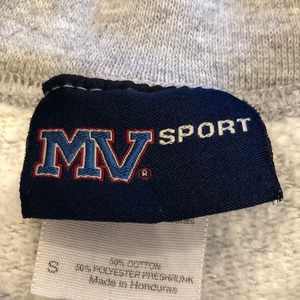 MV® SPORT
S
50% COTTON
50% POLYESTER PRESHRUNK
Made in Honduras